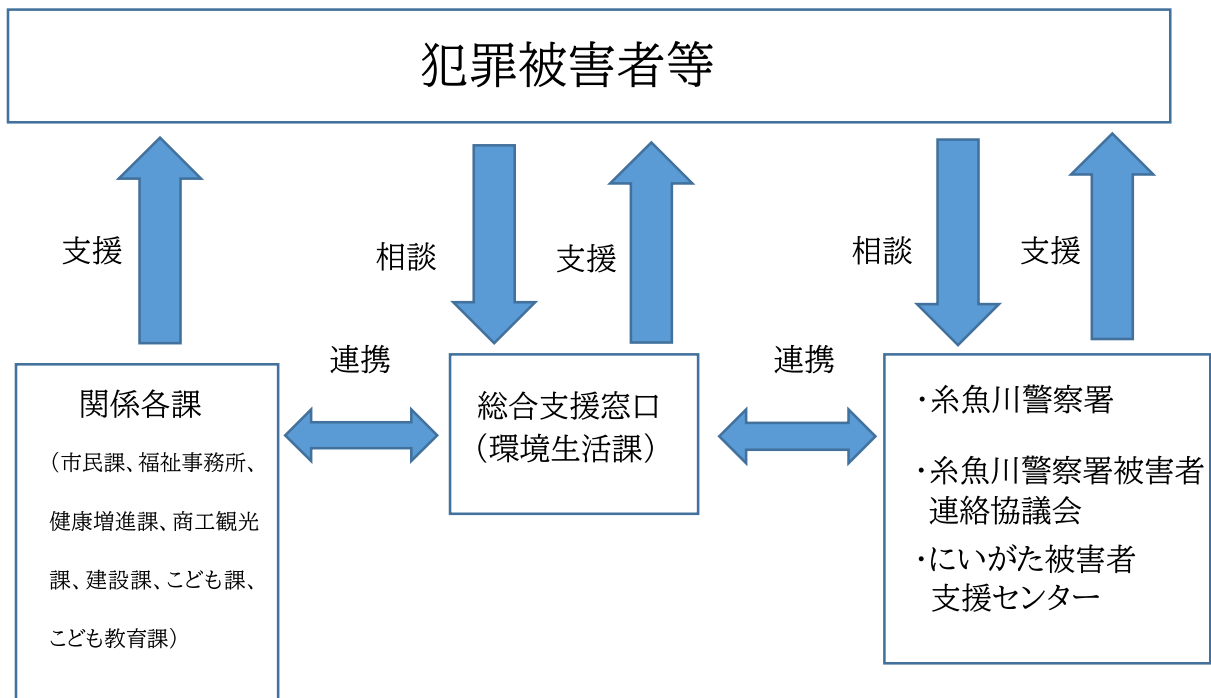 犯罪被害者等
支援
相談
支援
相談
支援
連携
連携
関係各課
（市民課、福祉事務所、
健康増進課、商工観光
課、建設課、こども課、
こども教育課）
総合支援窓口
（環境生活課）
・糸魚川警察署
・糸魚川警察署被害者
連絡協議会
・にいがた被害者
支援センター